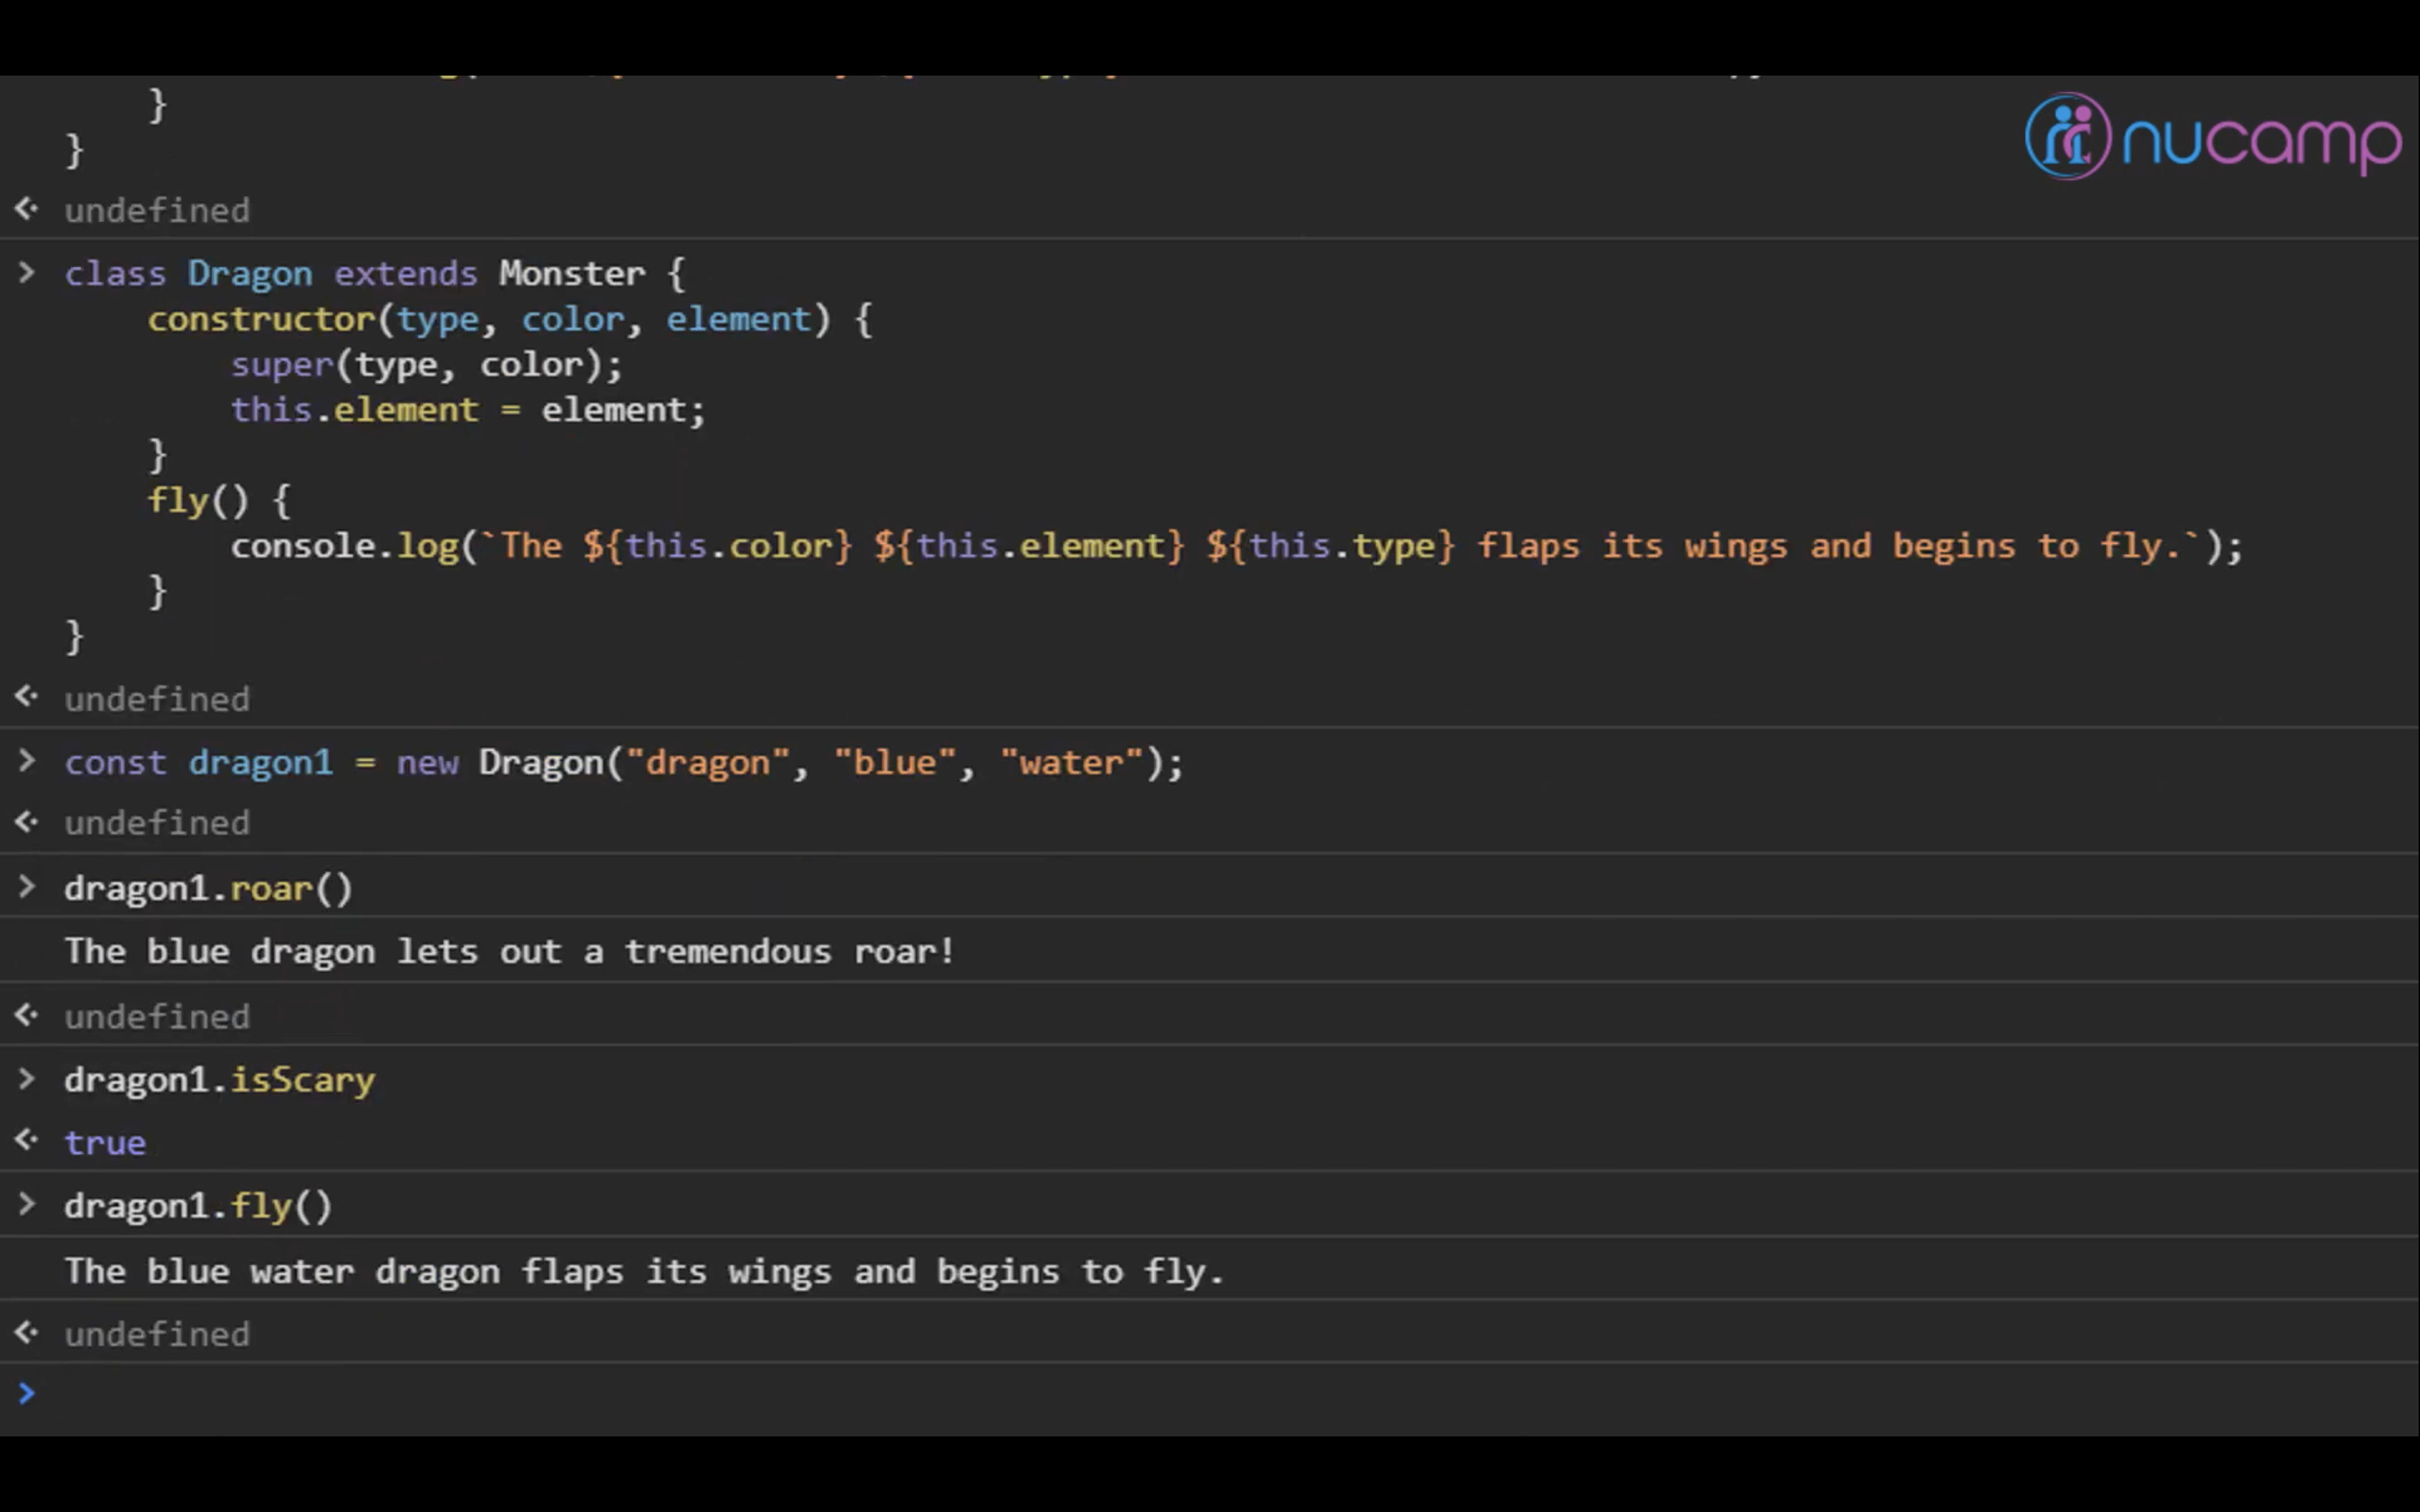 }
}
nucamp
undefined
> class Dragon extends Monster {
constructor(type, color, element) {
super(type, color);
this.element = element;
}
fly() {
console.log(`The ${this.color} ${this.element} ${this.type} flaps its wings and begins to fly.`);
}
}
undefined
> const dragon1 = new Dragon("dragon", "blue", "water");
undefined
> dragon1.roar()
The blue dragon lets out a tremendous roar!
undefined
> dragon1.isScary
true
> dragon1.fly()
The blue water dragon flaps its wings and begins to fly.
undefined
>